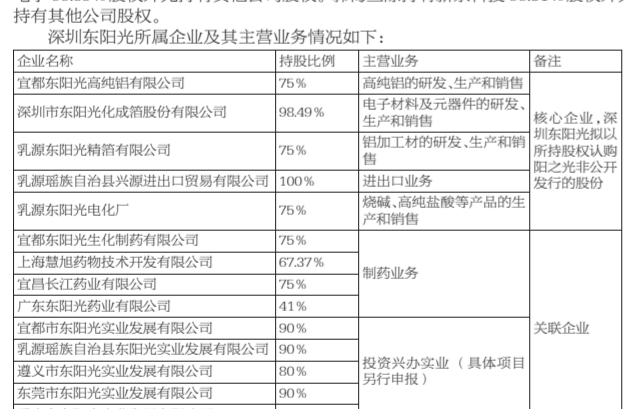 持有其他公司股权。
深圳东阳光所属企业及其主营业务情况如下：
企业名称 持股比例 主营业务 备注
宜都东阳光高纯铝有限公司 75% 高纯铝的研发、生产和销售
深圳市东阳光化成箔股份有限公司 98.49% 电子材料及元器件的研发、
生产和销售
乳源东阳光精箔有限公司 75% 铝加工材的研发、生产和销
售
乳源瑶族自治县兴源进出口贸易有限公司 100% 进出口业务
乳源东阳光电化厂 75% 烧碱、高纯盐酸等产品的生
产和销售
核心企业，深
圳东阳光拟以
所持股权认购
阳之光非公开
发行的股份
宜都东阳光生化制药有限公司 75%
上海慧旭药物技术开发有限公司 67.37%
宜昌长江药业有限公司 75%
广东东阳光药业有限公司 41%
制药业务
宜都市东阳光实业发展有限公司 90%
乳源瑶族自治县东阳光实业发展有限公司 90%
遵义市东阳光实业发展有限公司 80%
东莞市东阳光实业发展有限公司 90%
投资兴办实业（具体项目
另行申报）
关联企业